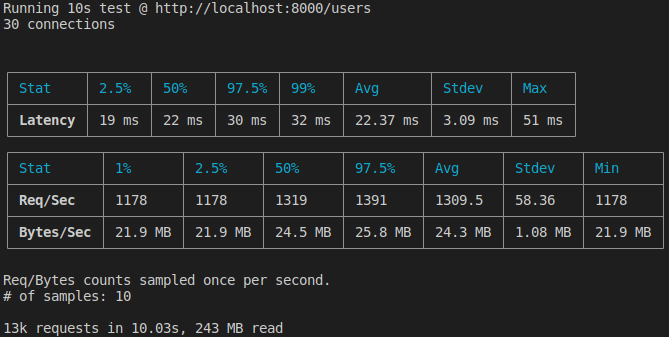 Running 10s test @ http://localhost:8000/users
30 connections
Stat 2.5% 50% 97.5% 99% Avg Stdev Max
Latency 19 ms 22 ms 30 ms 32 ms 22.37 ms 3.09 ms 51 ms
Stat 1% 2.5% 50% 97.5% Avg Stdev Min
Req/Sec 1178 1178 1319 1391 1309.5 58.36 1178
Bytes/Sec 21.9 MB 21.9 MB 24.5 MB 25.8 MB 24.3 MB 1.08 MB 21.9 MB
Req/Bytes counts sampled once per second.
# of samples: 10
13k requests in 10.03s, 243 MB read